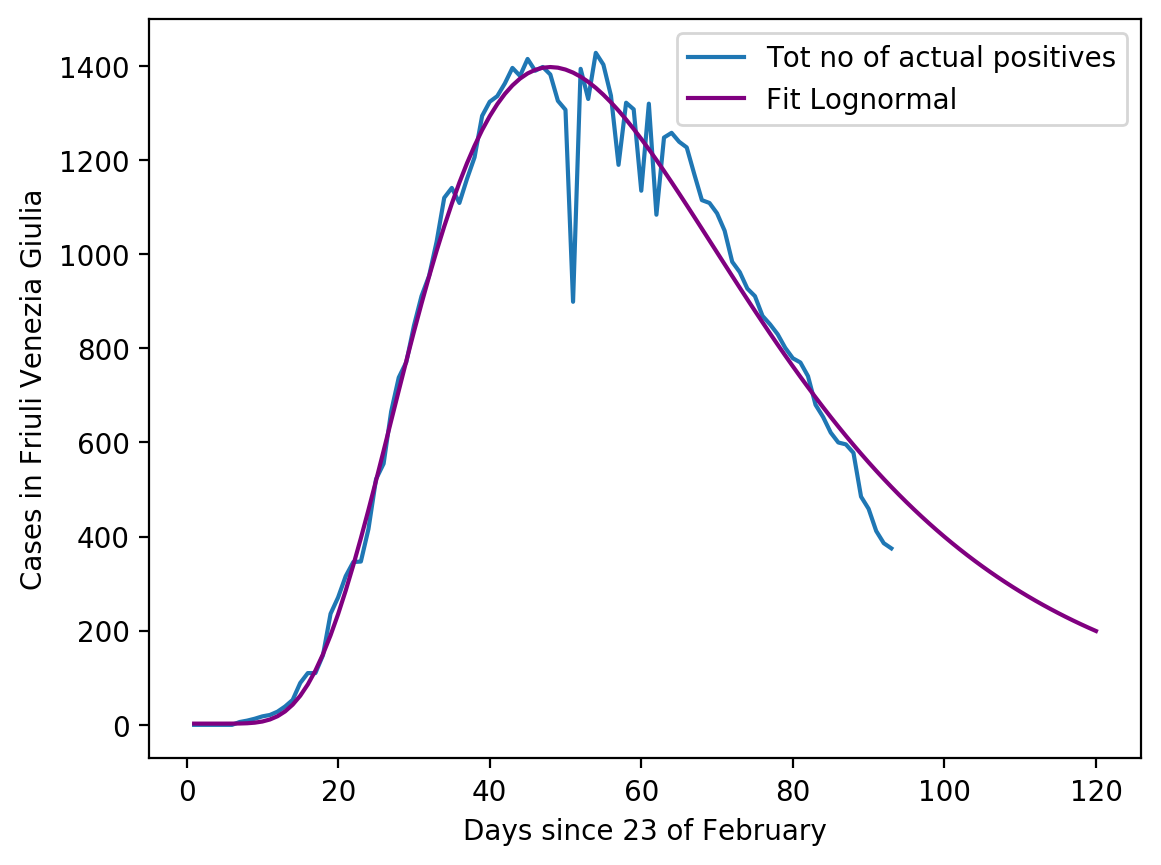 Tot no of actual positives
Fit Lognormal
Cases in Friuli Venezia Giulia
1400
1200
1000
800
600
400
200
0
0 20 40 60 80 100 120
Days since 23 of February